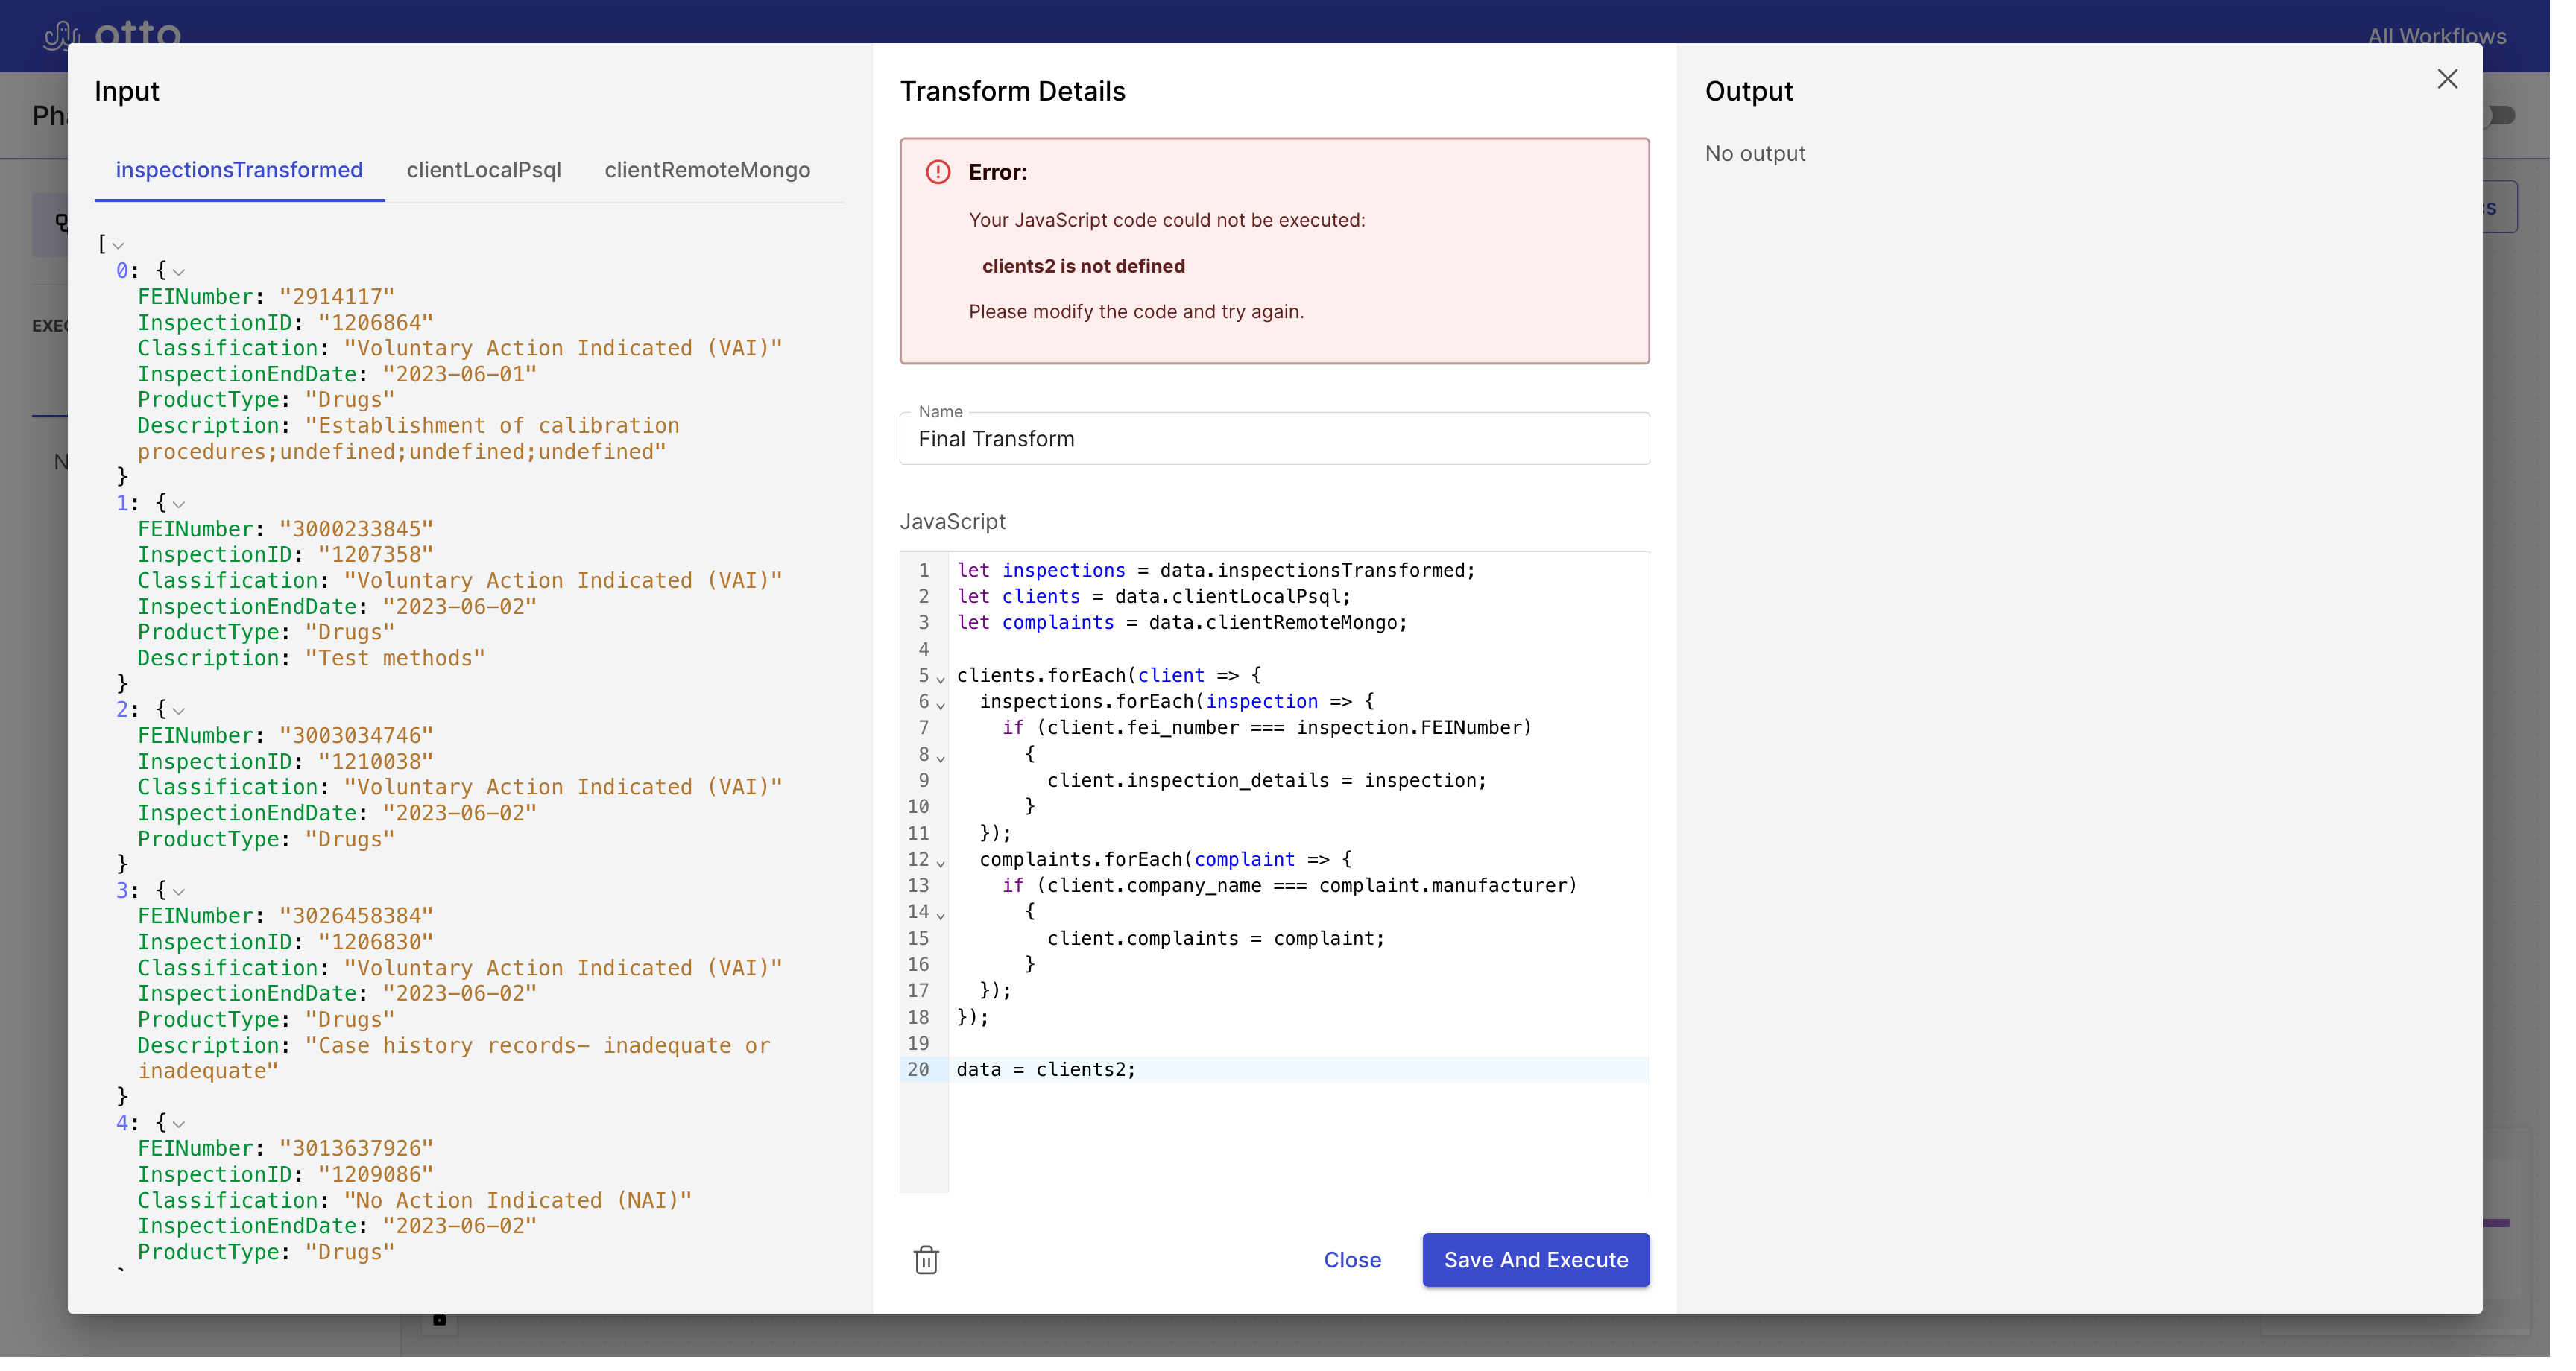 otto
All Workflows
Input
Transform Details
Output
inspectionsTransformed clientLocalPsql clientRemoteMongo
No output
[
0: {
FEINumber: "2914117"
InspectionID: "1206864"
Classification: "Voluntary Action Indicated (VAI)"
InspectionEndDate: "2023-06-01"
ProductType: "Drugs"
Description: "Establishment of calibration
procedures;undefined;undefined;undefined"
}
1: {
FEINumber: "3000233845"
InspectionID: "1207358"
Classification: "Voluntary Action Indicated (VAI)"
InspectionEndDate: "2023-06-02"
ProductType: "Drugs"
Description: "Test methods"
}
2: {
FEINumber: "3003034746"
InspectionID: "1210038"
Classification: "Voluntary Action Indicated (VAI)"
InspectionEndDate: "2023-06-02"
ProductType: "Drugs"
}
3: {
FEINumber: "3026458384"
InspectionID: "1206830"
Classification: "Voluntary Action Indicated (VAI)"
InspectionEndDate: "2023-06-02"
ProductType: "Drugs"
Description: "Case history records- inadequate or
inadequate"
}
4: {
FEINumber: "3013637926"
InspectionID: "1209086"
Classification: "No Action Indicated (NAI)"
InspectionEndDate: "2023-06-02"
ProductType: "Drugs"
Error:
Your JavaScript code could not be executed:
clients2 is not defined
Please modify the code and try again.
Name
Final Transform
JavaScript
1 let inspections = data.inspectionsTransformed;
2 let clients = data.clientLocalPsql;
3 let complaints = data.clientRemoteMongo;
4
5 clients.forEach(client => {
6 inspections.forEach(inspection => {
7 if (client.fei_number === inspection.FEINumber)
8 {
9 client.inspection_details = inspection;
10 }
11 });
12 complaints.forEach(complaint => {
13 if (client.company_name === complaint.manufacturer)
14 {
15 client.complaints = complaint;
16 }
17 });
18 });
19
20 data = clients2;
Close Save And Execute